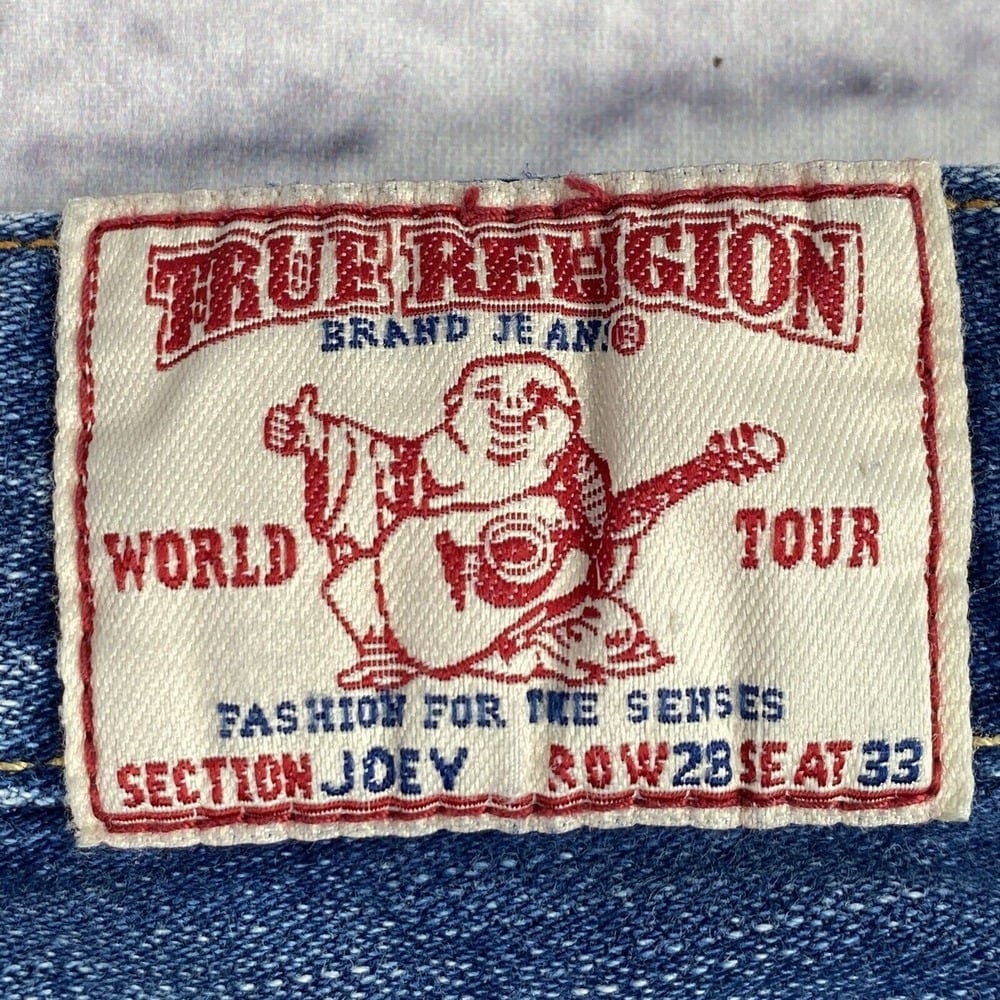 TRUE RELIGION
BRAND JEANS®
WORLD TOUR
FASHION FOR THE SENSES
SECTION JOEY ROW 28 SEAT 33